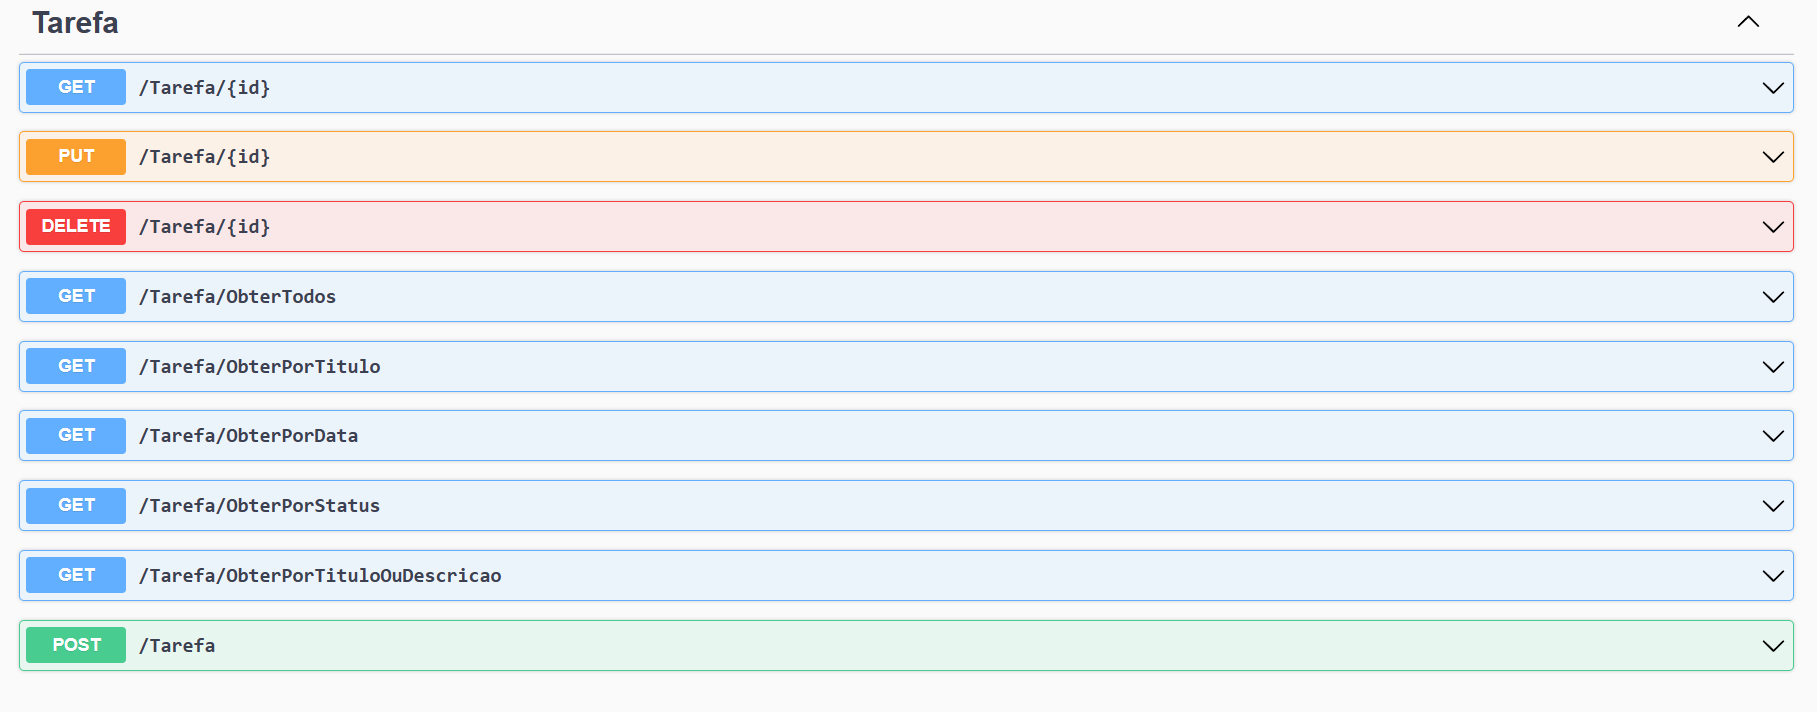 Tarefa
GET /Tarefa/{id}
PUT /Tarefa/{id}
DELETE /Tarefa/{id}
GET /Tarefa/ObterTodos
GET /Tarefa/ObterPorTitulo
GET /Tarefa/ObterPorData
GET /Tarefa/ObterPorStatus
GET /Tarefa/ObterPorTituloOuDescricao
POST /Tarefa